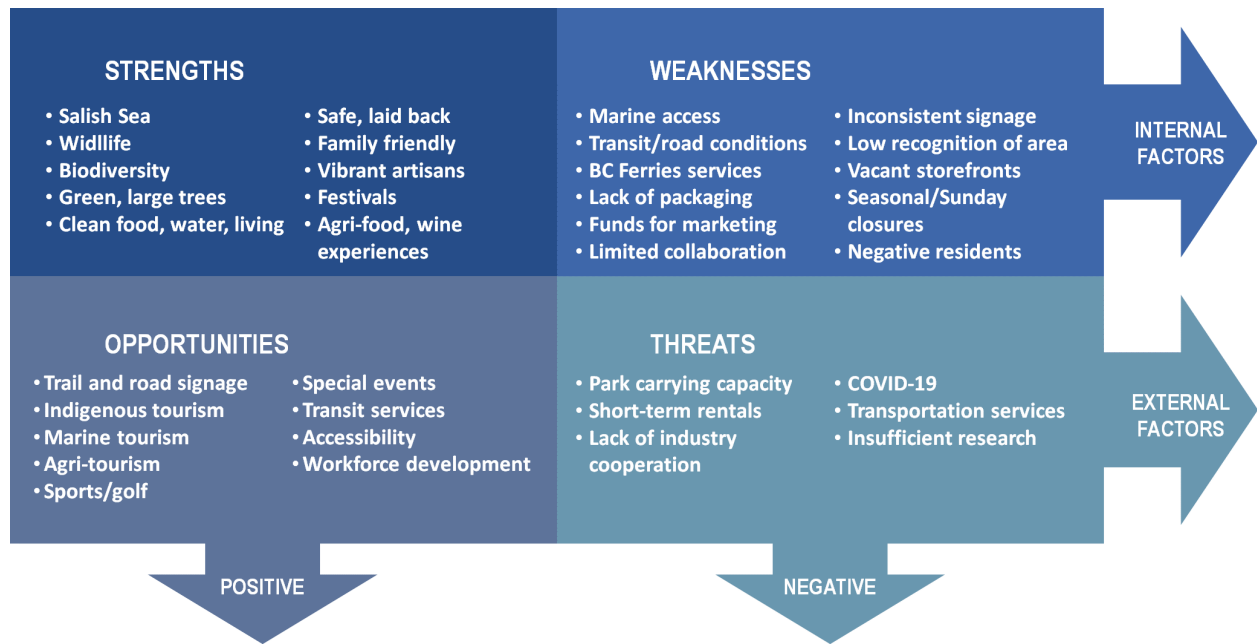 STRENGTHS
• Salish Sea
• Widllife
• Biodiversity
• Green, large trees
• Clean food, water, living
• Safe, laid back
• Family friendly
• Vibrant artisans
• Festivals
• Agri-food, wine
experiences
WEAKNESSES
• Marine access
• Transit/road conditions
• BC Ferries services
• Lack of packaging
• Funds for marketing
• Limited collaboration
• Inconsistent signage
• Low recognition of area
• Vacant storefronts
• Seasonal/Sunday
closures
• Negative residents
INTERNAL
FACTORS
OPPORTUNITIES
• Trail and road signage
• Indigenous tourism
• Marine tourism
• Agri-tourism
• Sports/golf
• Special events
• Transit services
• Accessibility
• Workforce development
THREATS
• Park carrying capacity
• Short-term rentals
• Lack of industry
cooperation
• COVID-19
• Transportation services
• Insufficient research
EXTERNAL
FACTORS
POSITIVE
NEGATIVE